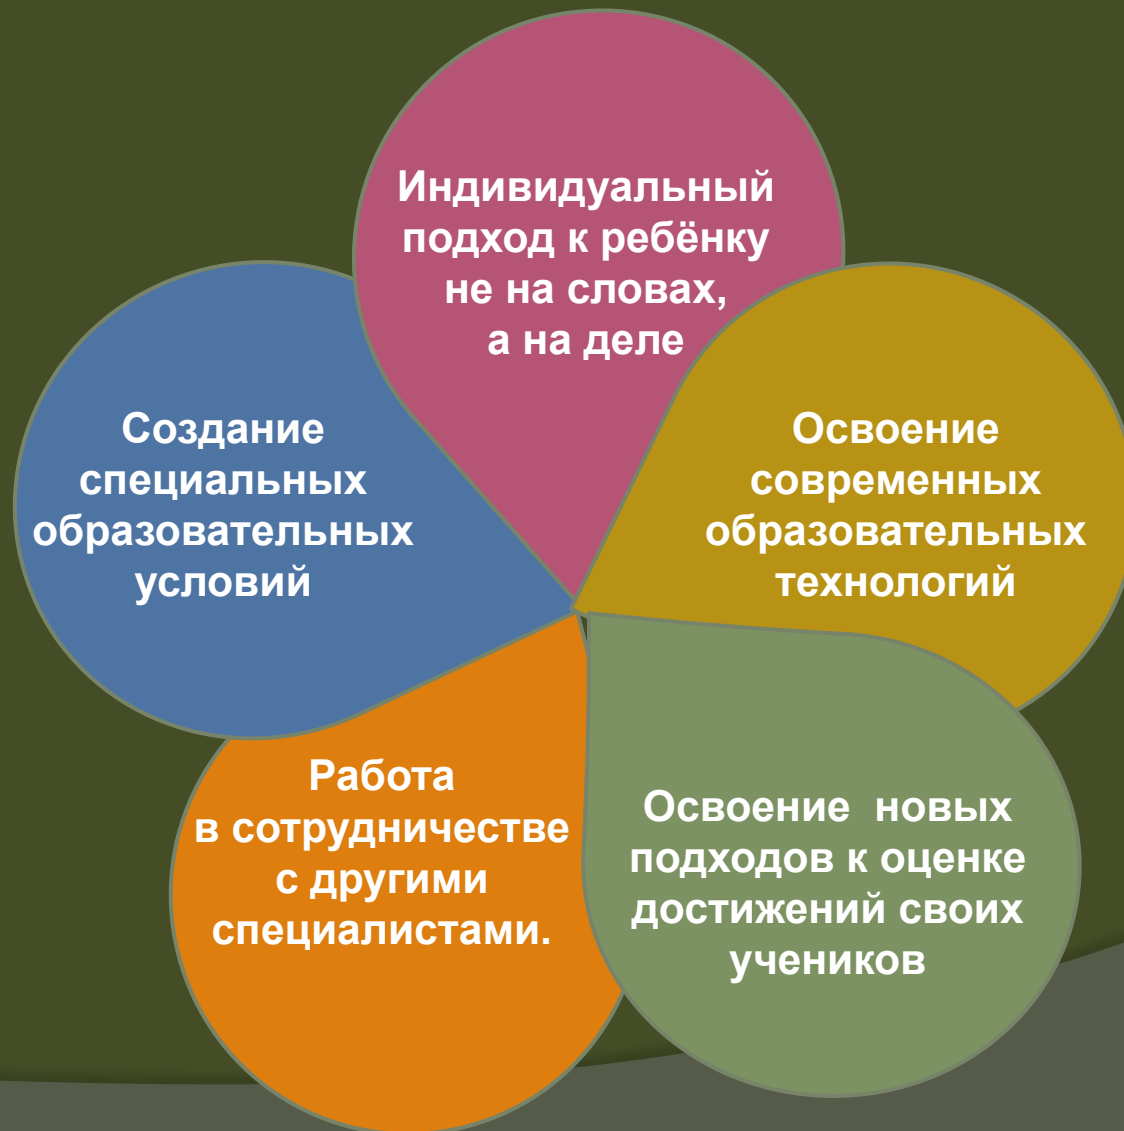 Индивидуальный
подход к ребёнку
не на словах,
а на деле
Создание
специальных
образовательных
условий
Освоение
современных
образовательных
технологий
Работа
в сотрудничестве
с другими
специалистами.
Освоение  новых
подходов к оценке
достижений своих
учеников